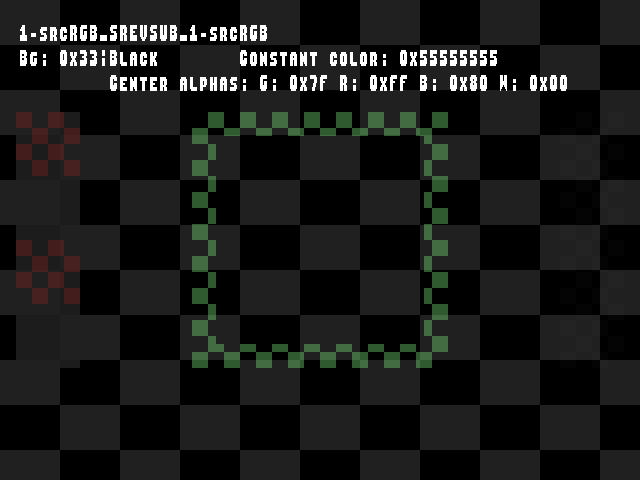 1-srcRGB_SREVSUB_1-srcRGB
Bg: 0x33¦Black Constant color: 0x55555555
Center alphas: G: 0x7f R: 0xff B: 0x80 W: 0x00